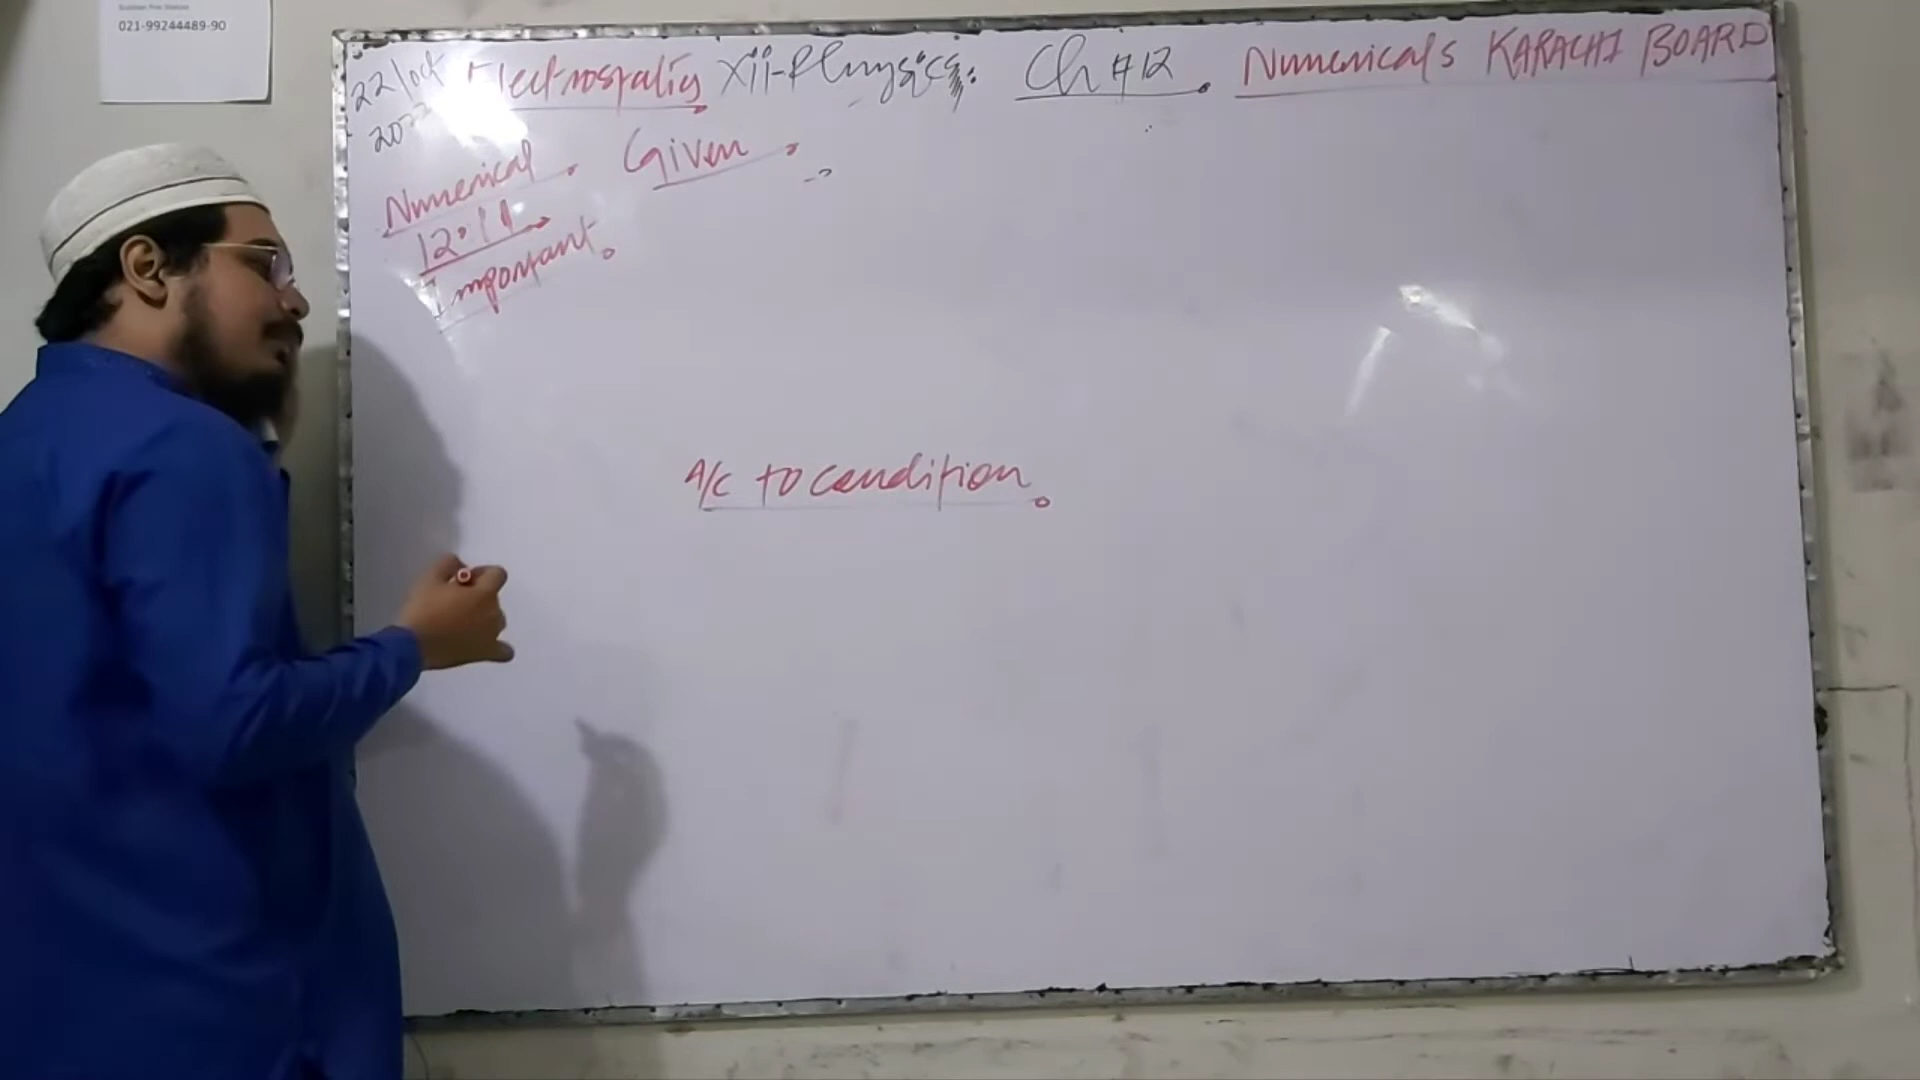 021-99244489-90
22/oct Electrostatics Xii-Physics: Ch #12. Numericals KARACHI BOARD
2022
Numerical. Given.
12.11
Important.
A/c to condition.